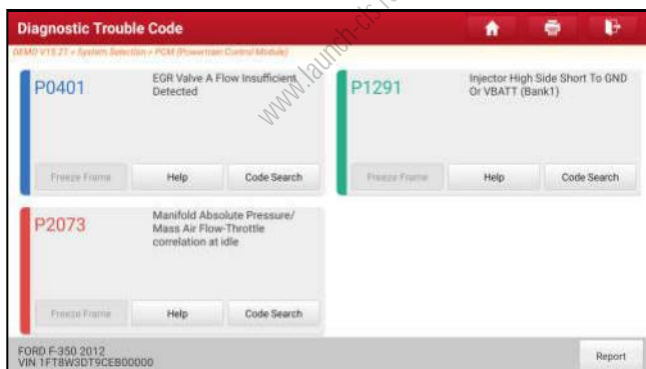 Diagnostic Trouble Code
DEMO V15.21 > System Selection > PCM (Powertrain Control Module)
P0401
EGR Valve A Flow Insufficient
Detected
Freeze Frame
Help
Code Search
P1291
Injector High Side Short To GND
Or VBATT (Bank1)
Freeze Frame
Help
Code Search
P2073
Manifold Absolute Pressure/
Mass Air Flow-Throttle
correlation at idle
Freeze Frame
Help
Code Search
FORD F-350 2012
VIN 1FT8W3DT9CEB00000
Report